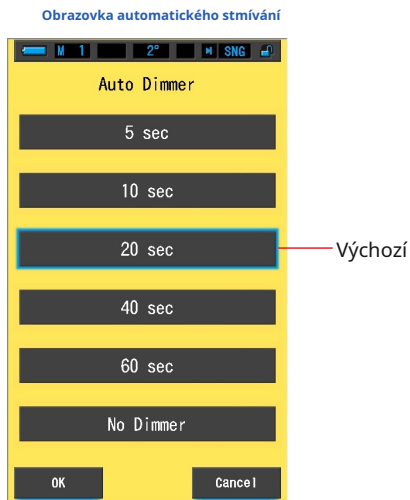 Obrazovka automatického stmívání
M 1 2° SNG
Auto Dimmer
5 sec
10 sec
20 sec
Výchozí
40 sec
60 sec
No Dimmer
OK Cancel